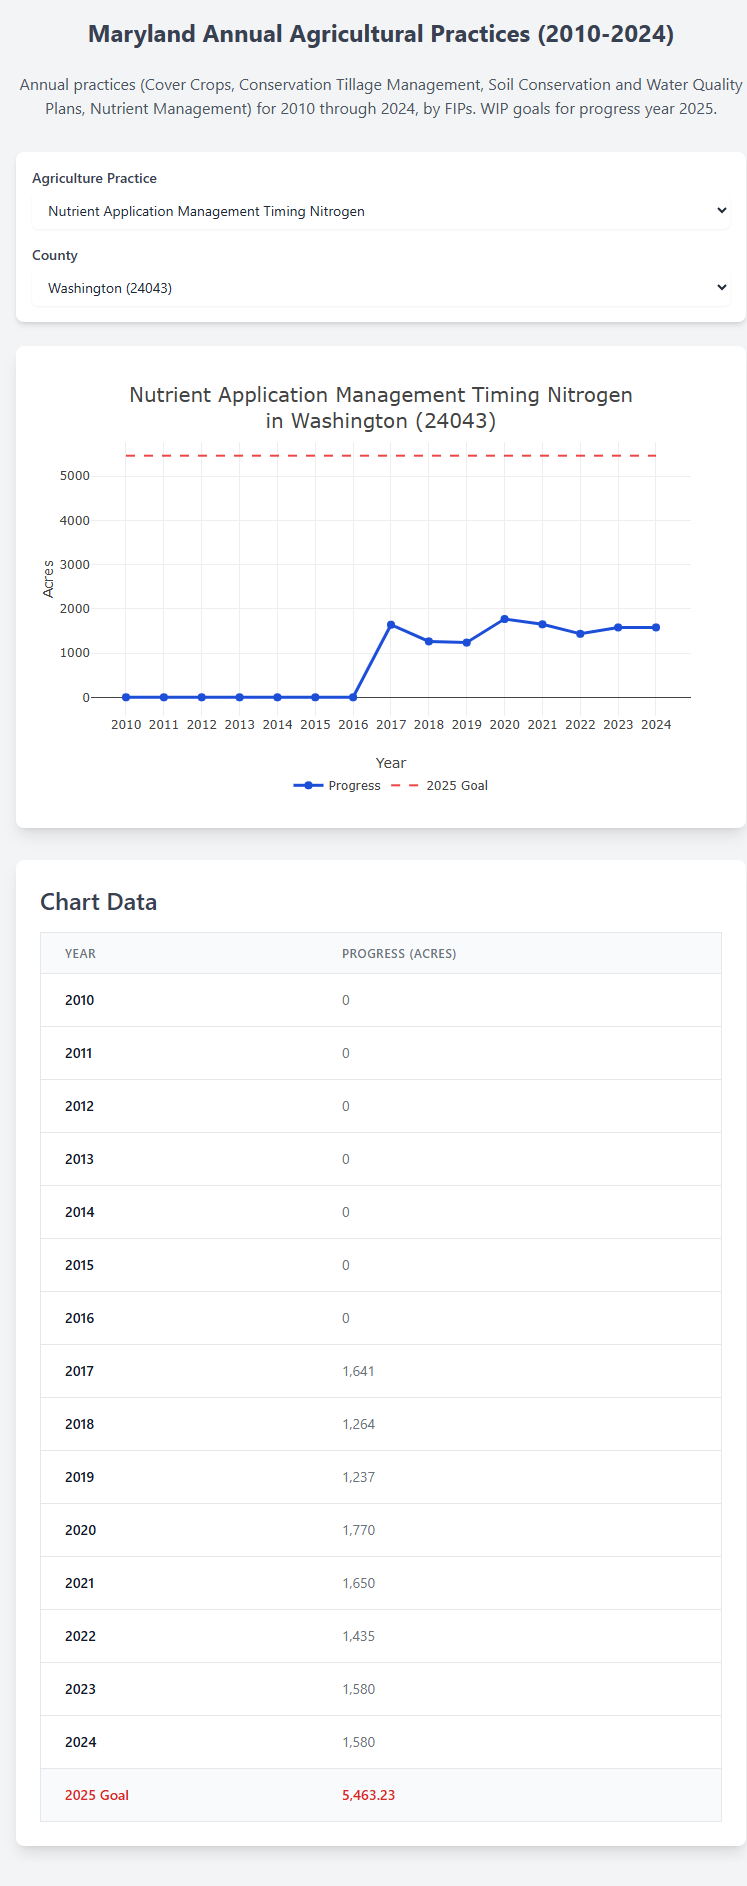 Maryland Annual Agricultural Practices (2010-2024)
Annual practices (Cover Crops, Conservation Tillage Management, Soil Conservation and Water Quality
Plans, Nutrient Management) for 2010 through 2024, by FIPs. WIP goals for progress year 2025.
Agriculture Practice
Nutrient Application Management Timing Nitrogen
County
Washington (24043)
Nutrient Application Management Timing Nitrogen
in Washington (24043)
5000
4000
3000
2000
1000
0
Acres
2010 2011 2012 2013 2014 2015 2016 2017 2018 2019 2020 2021 2022 2023 2024
Year
Progress 2025 Goal
Chart Data
YEAR PROGRESS (ACRES)
2010 0
2011 0
2012 0
2013 0
2014 0
2015 0
2016 0
2017 1,641
2018 1,264
2019 1,237
2020 1,770
2021 1,650
2022 1,435
2023 1,580
2024 1,580
2025 Goal 5,463.23